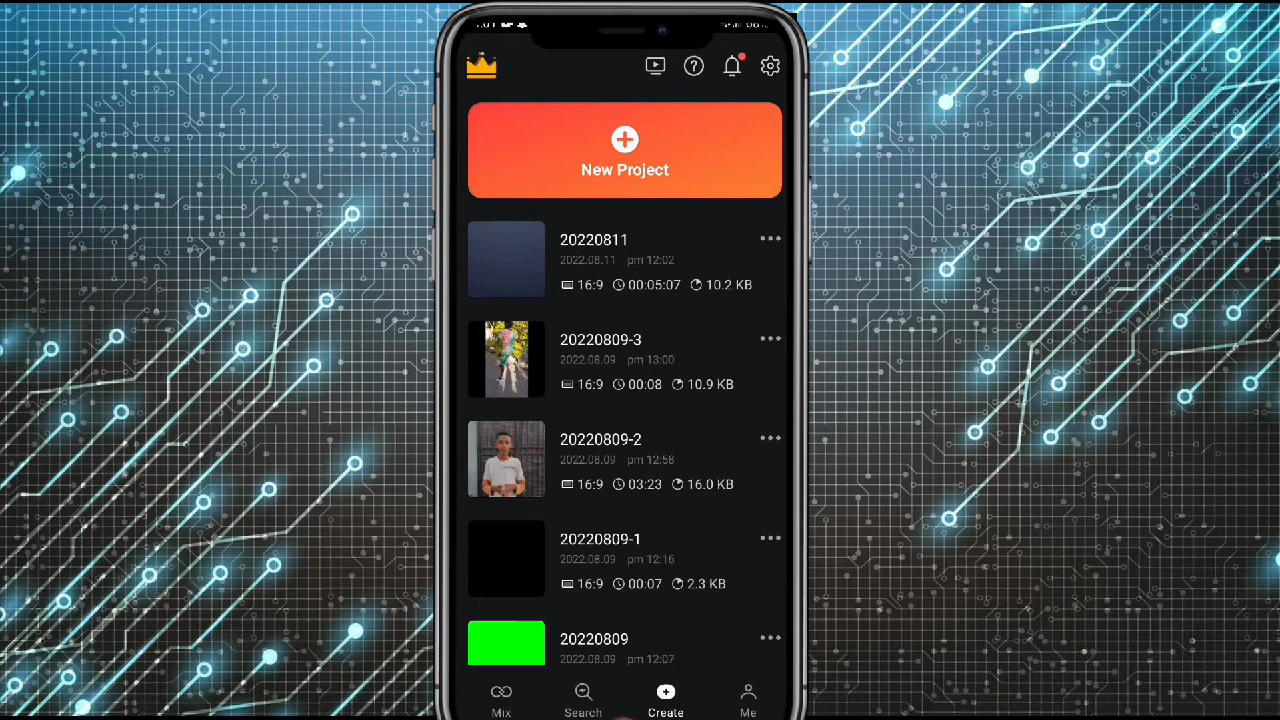 New Project
20220811
2022.08.11 pm 12:02
16:9 00:05:07 10.2 KB
20220809-3
2022.08.09 pm 13:00
16:9 00:08 10.9 KB
20220809-2
2022.08.09 pm 12:58
16:9 03:23 16.0 KB
20220809-1
2022.08.09 pm 12:16
16:9 00:07 2.3 KB
20220809
2022.08.09 pm 12:07
Mix Search Create Me